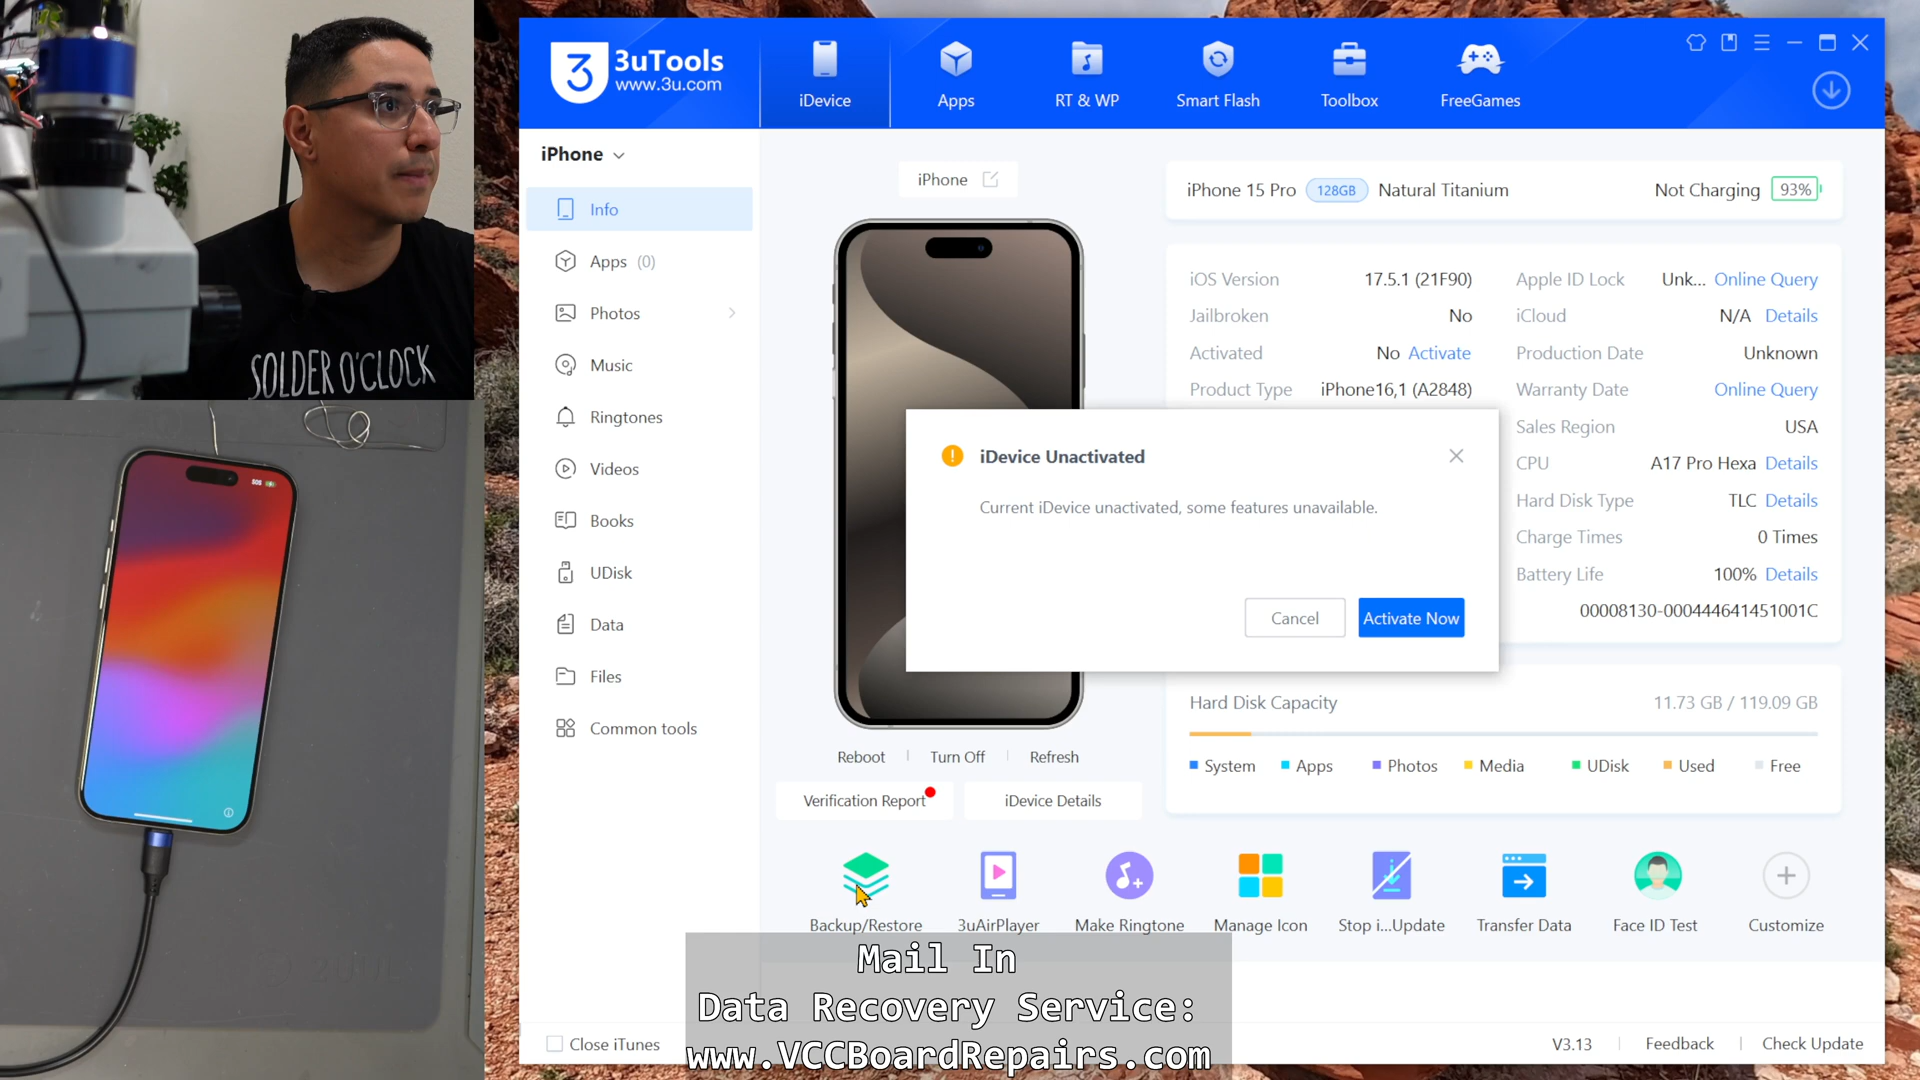 SOLDER O'CLOCK
SOS
2UUL
3uTools
www.3u.com
iDevice
Apps
RT & WP
Smart Flash
Toolbox
FreeGames
iPhone
Info
Apps (0)
Photos
Music
Ringtones
Videos
Books
UDisk
Data
Files
Common tools
Close iTunes
iPhone
Reboot
Turn Off
Refresh
Verification Report
iDevice Details
iPhone 15 Pro 128GB Natural Titanium
Not Charging 93%
iOS Version 17.5.1 (21F90)
Apple ID Lock Unk... Online Query
Jailbroken No
iCloud N/A Details
Activated No Activate
Production Date Unknown
Product Type iPhone16,1 (A2848)
Warranty Date Online Query
Sales Region USA
CPU A17 Pro Hexa Details
Hard Disk Type TLC Details
Charge Times 0 Times
Battery Life 100% Details
00008130-000444641451001C
iDevice Unactivated
Current iDevice unactivated, some features unavailable.
Cancel
Activate Now
Hard Disk Capacity 11.73 GB / 119.09 GB
System Apps Photos Media UDisk Used Free
Backup/Restore
3uAirPlayer
Make Ringtone
Manage Icon
Stop i...Update
Transfer Data
Face ID Test
Customize
Mail In
Data Recovery Service:
www.VCCBoardRepairs.com
V3.13
Feedback
Check Update